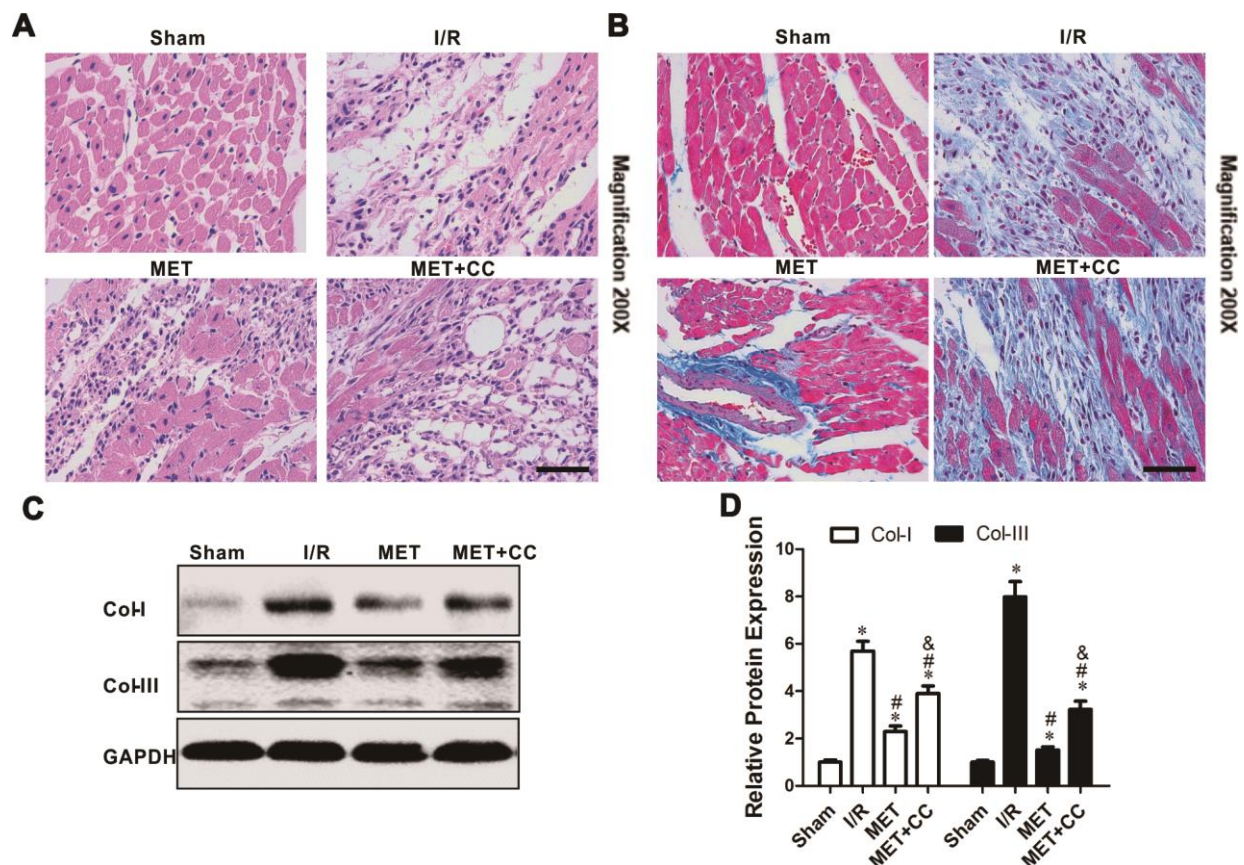 A
Sham
I/R
MET
MET+CC
Magnification 200X
B
Sham
I/R
MET
MET+CC
Magnification 200X
C
Sham I/R MET MET+CC
Col-I
Col-III
GAPDH
D
Col-I Col-III
Relative Protein Expression
10
8
6
4
2
0
*
#
*
&
#
*
*
#
*
&
#
*
Sham I/R MET MET+CC Sham I/R MET MET+CC